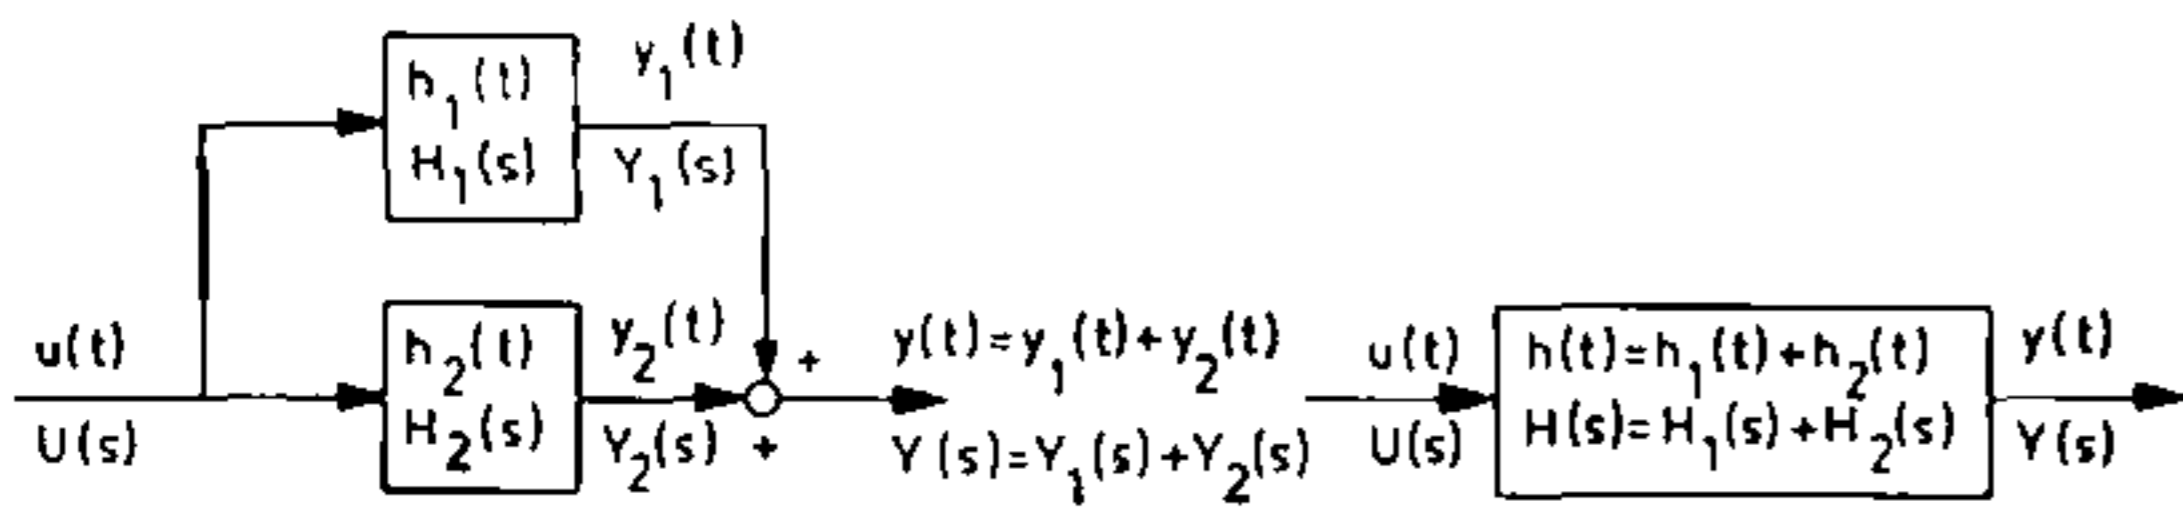 h₁(t)
H₁(s)
y₁(t)
Y₁(s)
u(t)
U(s)
h₂(t)
H₂(s)
y₂(t)
Y₂(s)
+
+
y(t)=y₁(t)+y₂(t)
Y(s)=Y₁(s)+Y₂(s)
u(t)
U(s)
h(t)=h₁(t)+h₂(t)
H(s)=H₁(s)+H₂(s)
y(t)
Y(s)